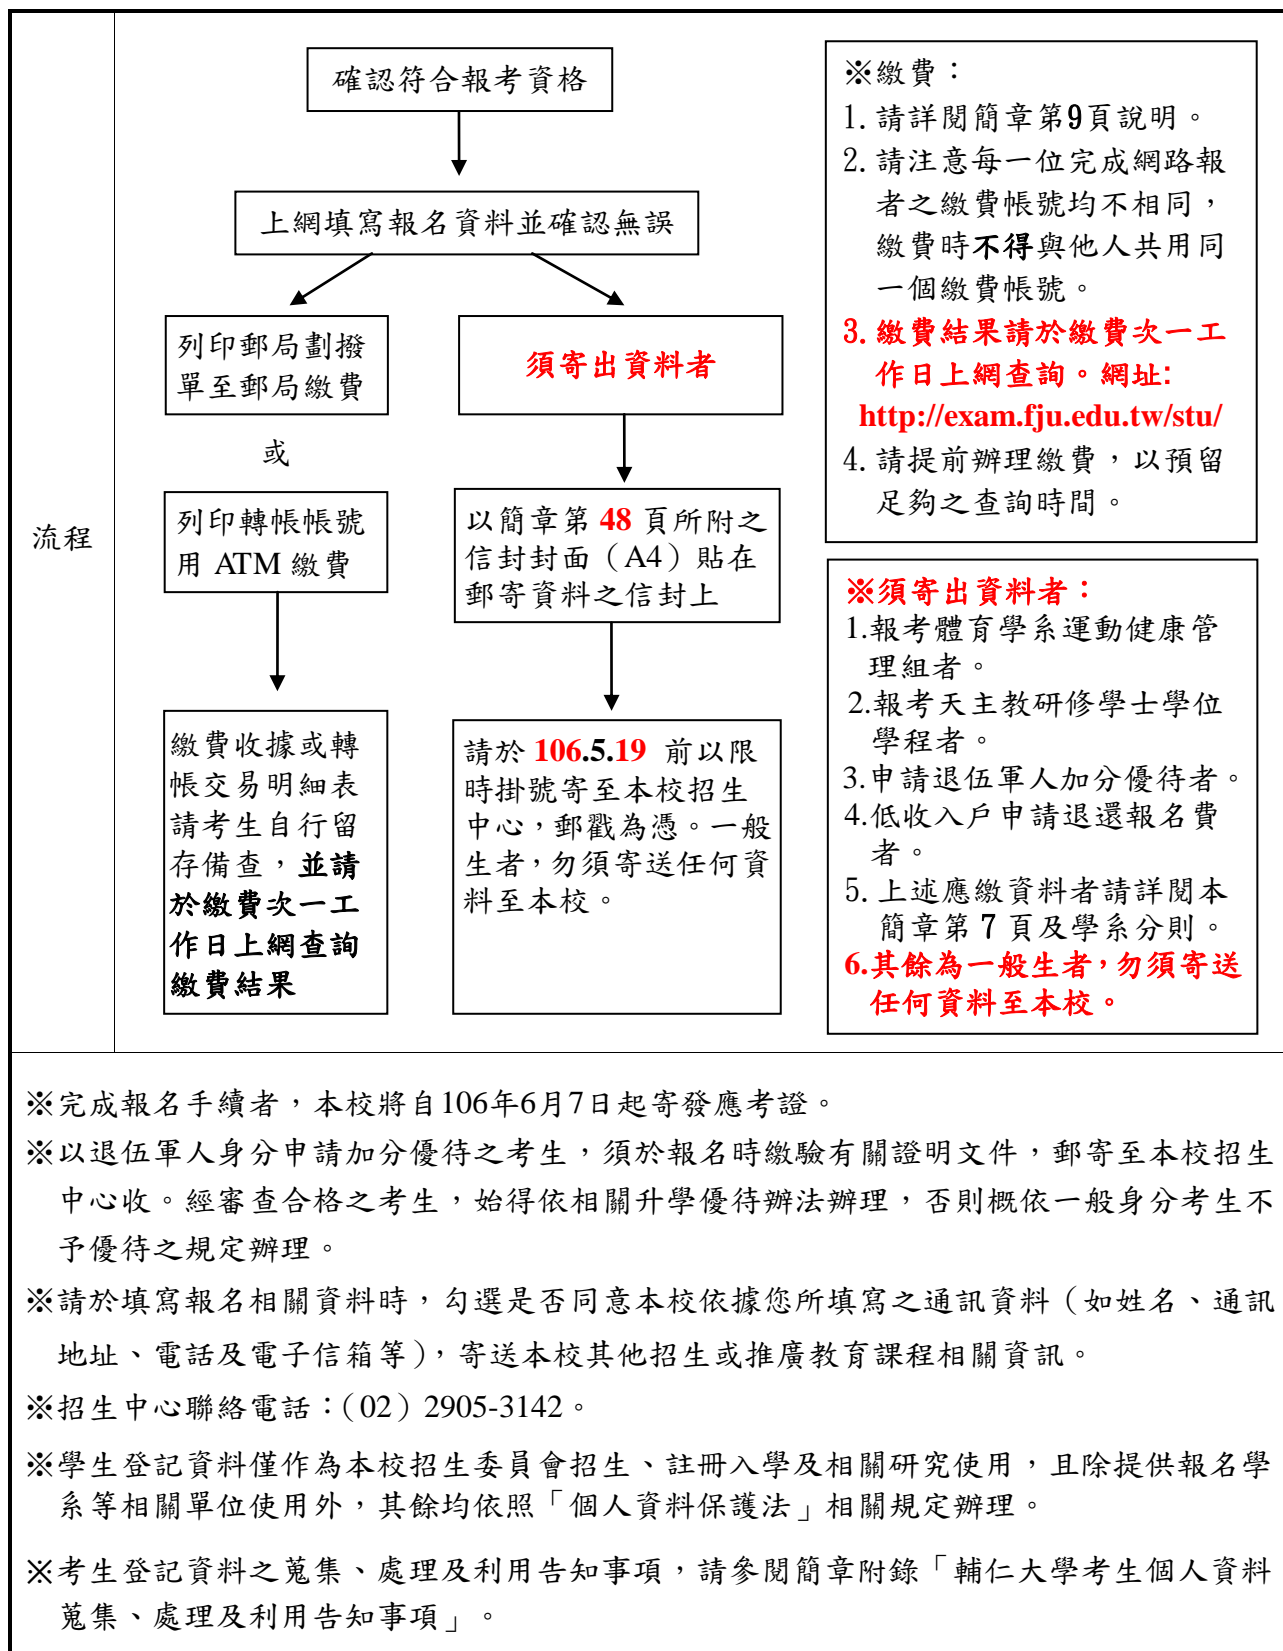 流程
確認符合報考資格
上網填寫報名資料並確認無誤
列印郵局劃撥
單至郵局繳費
或
列印轉帳帳號
用 ATM 繳費
繳費收據或轉
帳交易明細表
請考生自行留
存備查，並請
於繳費次一工
作日上網查詢
繳費結果
須寄出資料者
以簡章第 48 頁所附之
信封封面（A4）貼在
郵寄資料之信封上
請於 106.5.19 前以限
時掛號寄至本校招生
中心，郵戳為憑。一般
生者，勿須寄送任何資
料至本校。
※繳費：
1. 請詳閱簡章第9頁說明。
2. 請注意每一位完成網路報
者之繳費帳號均不相同，
繳費時不得與他人共用同
一個繳費帳號。
3. 繳費結果請於繳費次一工
作日上網查詢。網址:
http://exam.fju.edu.tw/stu/
4. 請提前辦理繳費，以預留
足夠之查詢時間。
※須寄出資料者：
1.報考體育學系運動健康管
理組者。
2.報考天主教研修學士學位
學程者。
3.申請退伍軍人加分優待者。
4.低收入戶申請退還報名費
者。
5. 上述應繳資料者請詳閱本
簡章第 7 頁及學系分則。
6.其餘為一般生者，勿須寄送
任何資料至本校。
※完成報名手續者，本校將自106年6月7日起寄發應考證。
※以退伍軍人身分申請加分優待之考生，須於報名時繳驗有關證明文件，郵寄至本校招生
中心收。經審查合格之考生，始得依相關升學優待辦法辦理，否則概依一般身分考生不
予優待之規定辦理。
※請於填寫報名相關資料時，勾選是否同意本校依據您所填寫之通訊資料（如姓名、通訊
地址、電話及電子信箱等），寄送本校其他招生或推廣教育課程相關資訊。
※招生中心聯絡電話：（02）2905-3142。
※學生登記資料僅作為本校招生委員會招生、註冊入學及相關研究使用，且除提供報名學
系等相關單位使用外，其餘均依照「個人資料保護法」相關規定辦理。
※考生登記資料之蒐集、處理及利用告知事項，請參閱簡章附錄「輔仁大學考生個人資料
蒐集、處理及利用告知事項」。